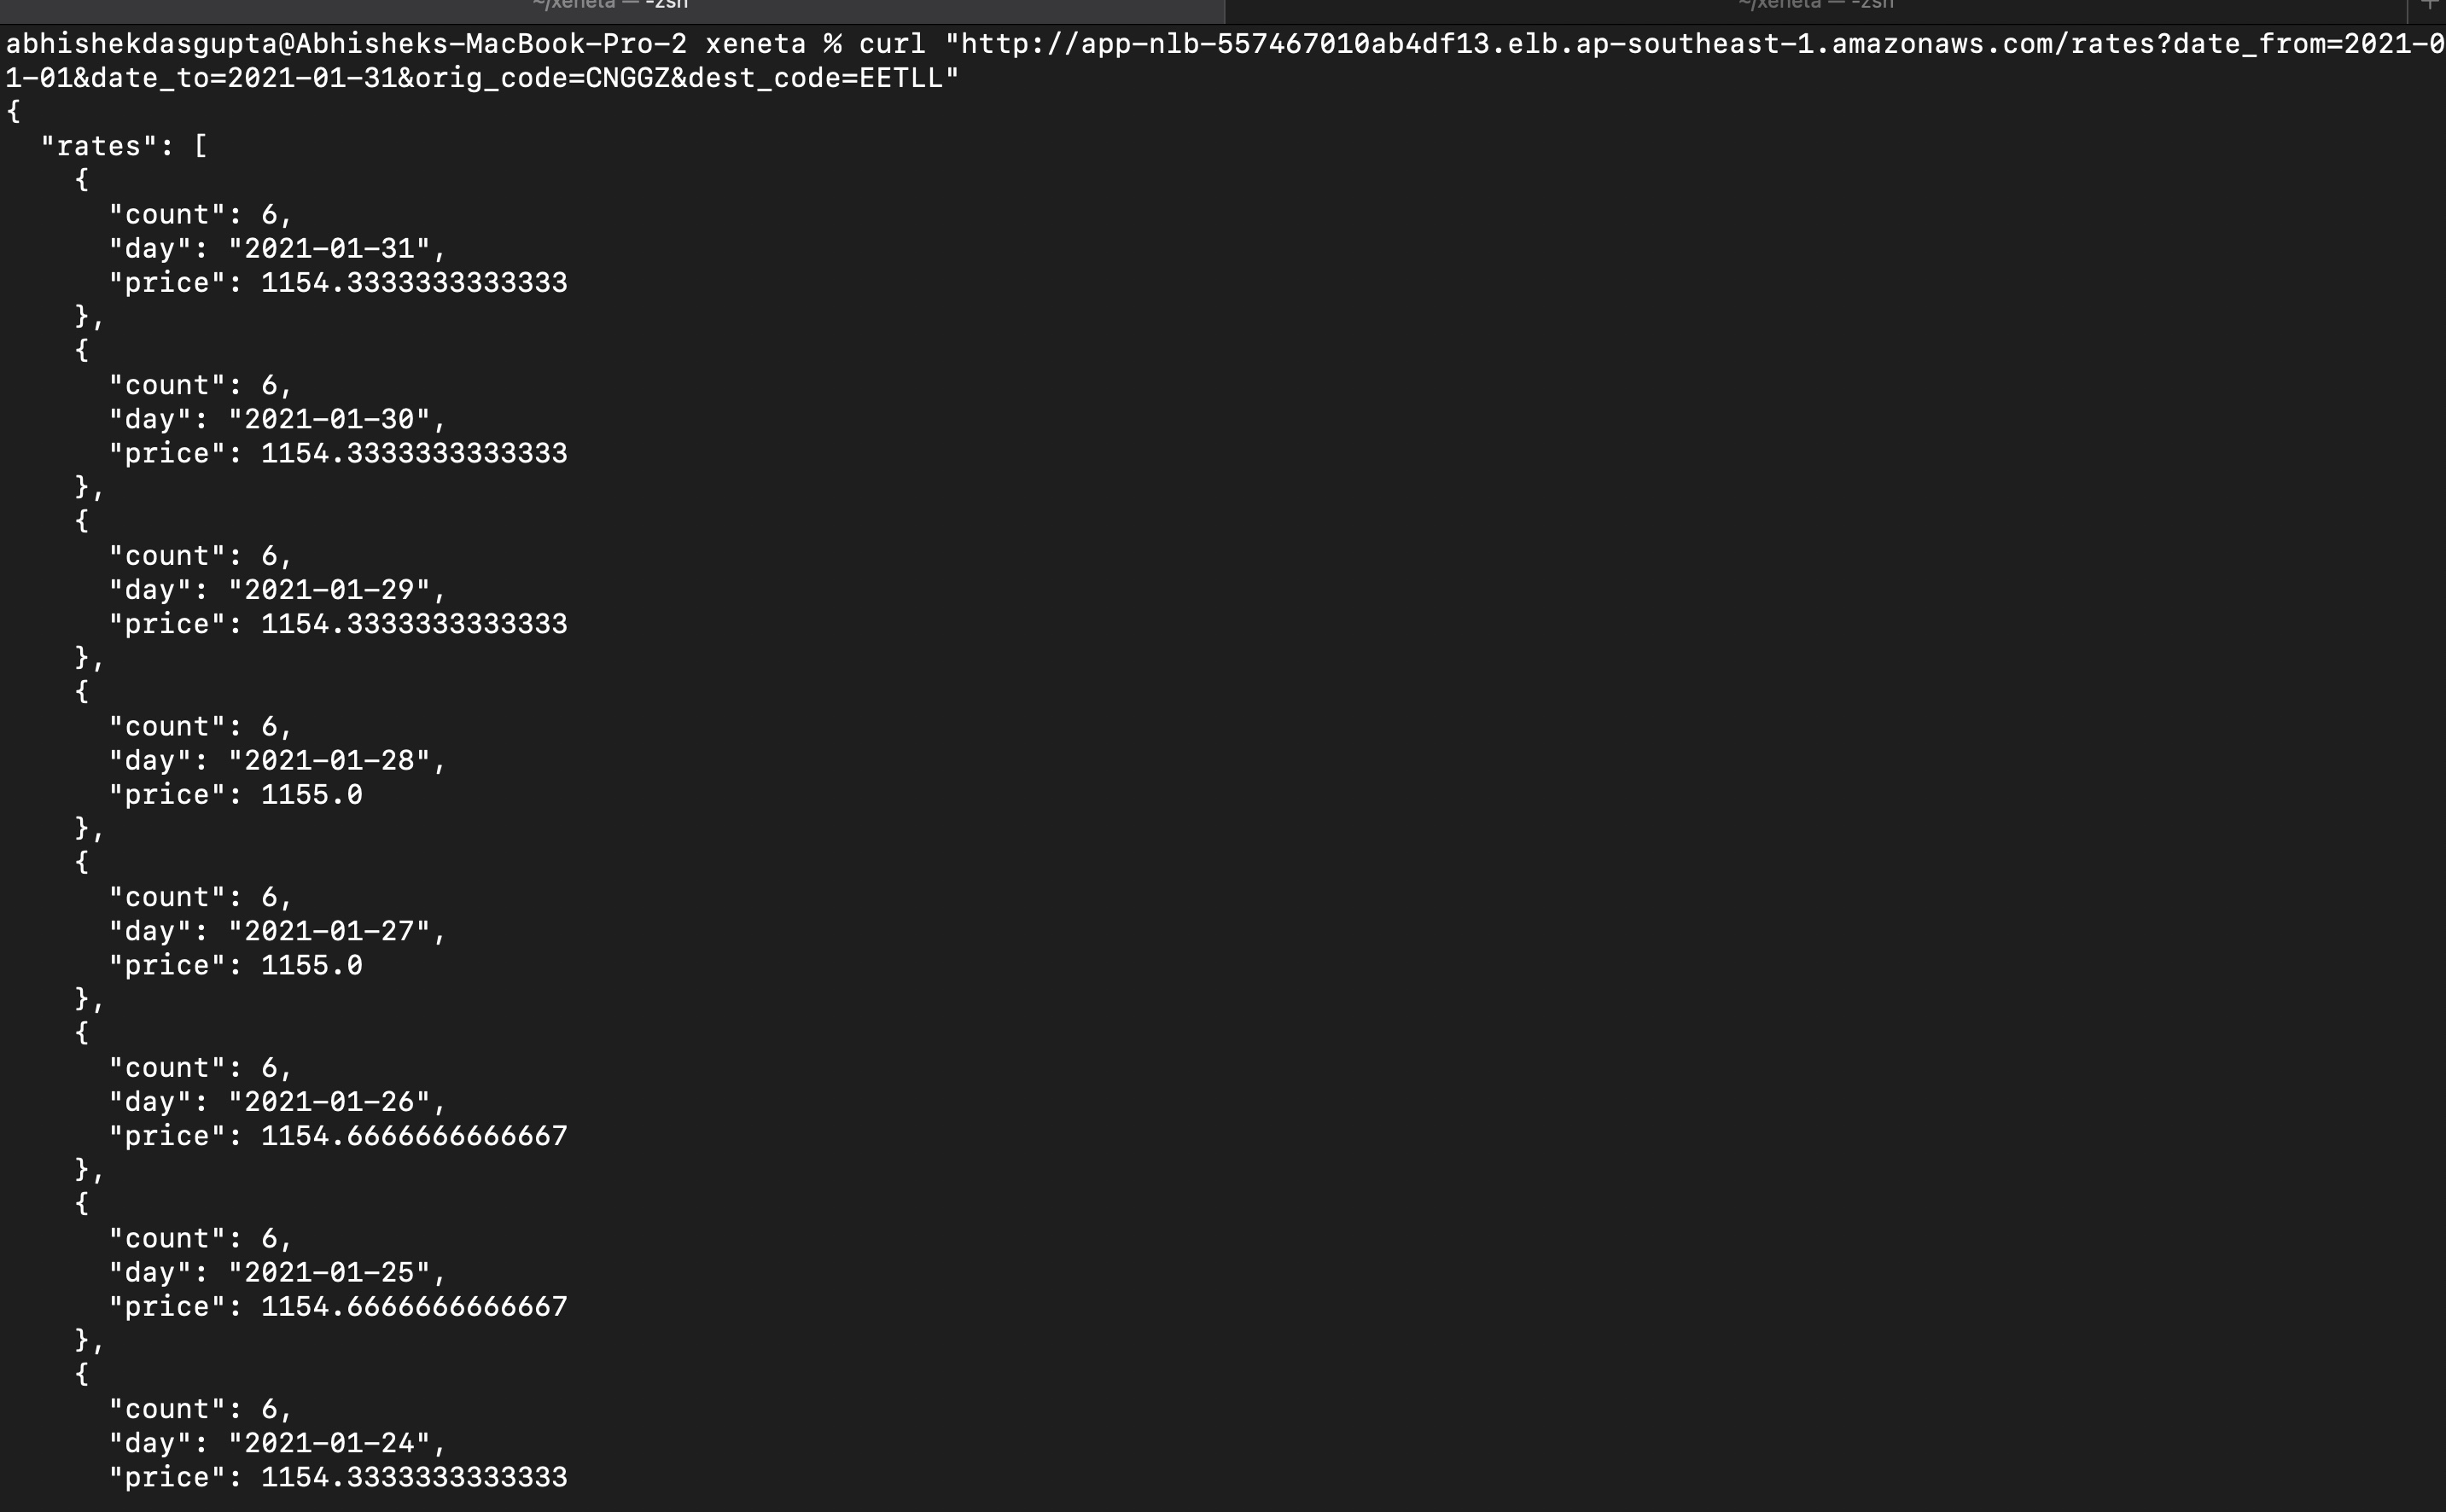 ~/xeneta — -zsh ~/xeneta — -zsh +
abhishekdasgupta@Abhisheks-MacBook-Pro-2 xeneta % curl "http://app-nlb-557467010ab4df13.elb.ap-southeast-1.amazonaws.com/rates?date_from=2021-0
1-01&date_to=2021-01-31&orig_code=CNGGZ&dest_code=EETLL"
{
  "rates": [
    {
      "count": 6,
      "day": "2021-01-31",
      "price": 1154.3333333333333
    },
    {
      "count": 6,
      "day": "2021-01-30",
      "price": 1154.3333333333333
    },
    {
      "count": 6,
      "day": "2021-01-29",
      "price": 1154.3333333333333
    },
    {
      "count": 6,
      "day": "2021-01-28",
      "price": 1155.0
    },
    {
      "count": 6,
      "day": "2021-01-27",
      "price": 1155.0
    },
    {
      "count": 6,
      "day": "2021-01-26",
      "price": 1154.6666666666667
    },
    {
      "count": 6,
      "day": "2021-01-25",
      "price": 1154.6666666666667
    },
    {
      "count": 6,
      "day": "2021-01-24",
      "price": 1154.3333333333333